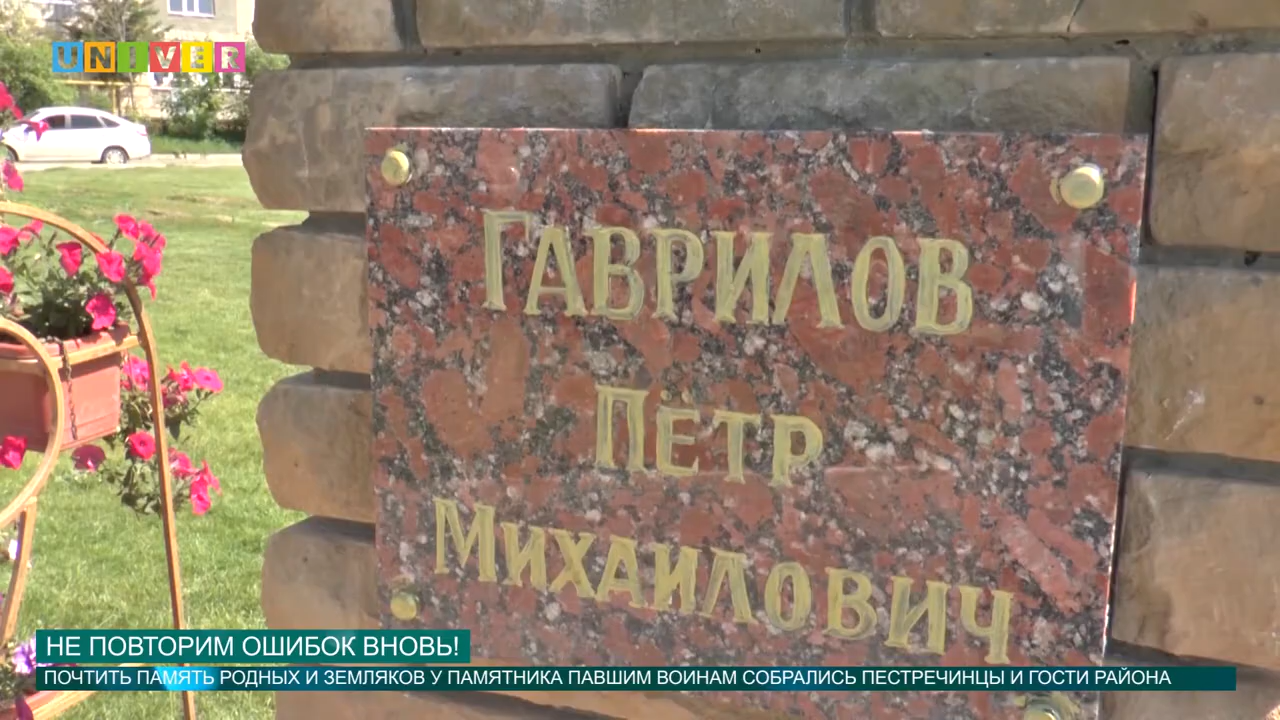 UNIVER
ГАВРИЛОВ
ПЁТР
МИХАИЛОВИЧ
НЕ ПОВТОРИМ ОШИБОК ВНОВЬ!
ПОЧТИТЬ ПАМЯТЬ РОДНЫХ И ЗЕМЛЯКОВ У ПАМЯТНИКА ПАВШИМ ВОИНАМ СОБРАЛИСЬ ПЕСТРЕЧИНЦЫ И ГОСТИ РАЙОНА